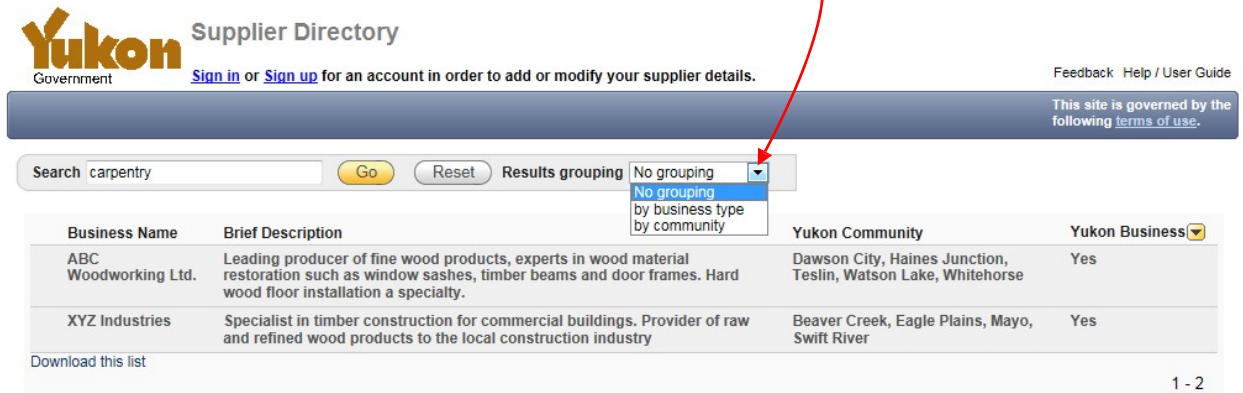 Yukon
Government
Supplier Directory
Sign in or Sign up for an account in order to add or modify your supplier details.
Feedback Help / User Guide
This site is governed by the
following terms of use.
Search carpentry Go Reset Results grouping No grouping
No grouping
by business type
by community
Business Name Brief Description Yukon Community Yukon Business
ABC
Woodworking Ltd.
Leading producer of fine wood products, experts in wood material
restoration such as window sashes, timber beams and door frames. Hard
wood floor installation a specialty.
Dawson City, Haines Junction,
Teslin, Watson Lake, Whitehorse
Yes
XYZ Industries
Specialist in timber construction for commercial buildings. Provider of raw
and refined wood products to the local construction industry
Beaver Creek, Eagle Plains, Mayo,
Swift River
Yes
Download this list
1 - 2